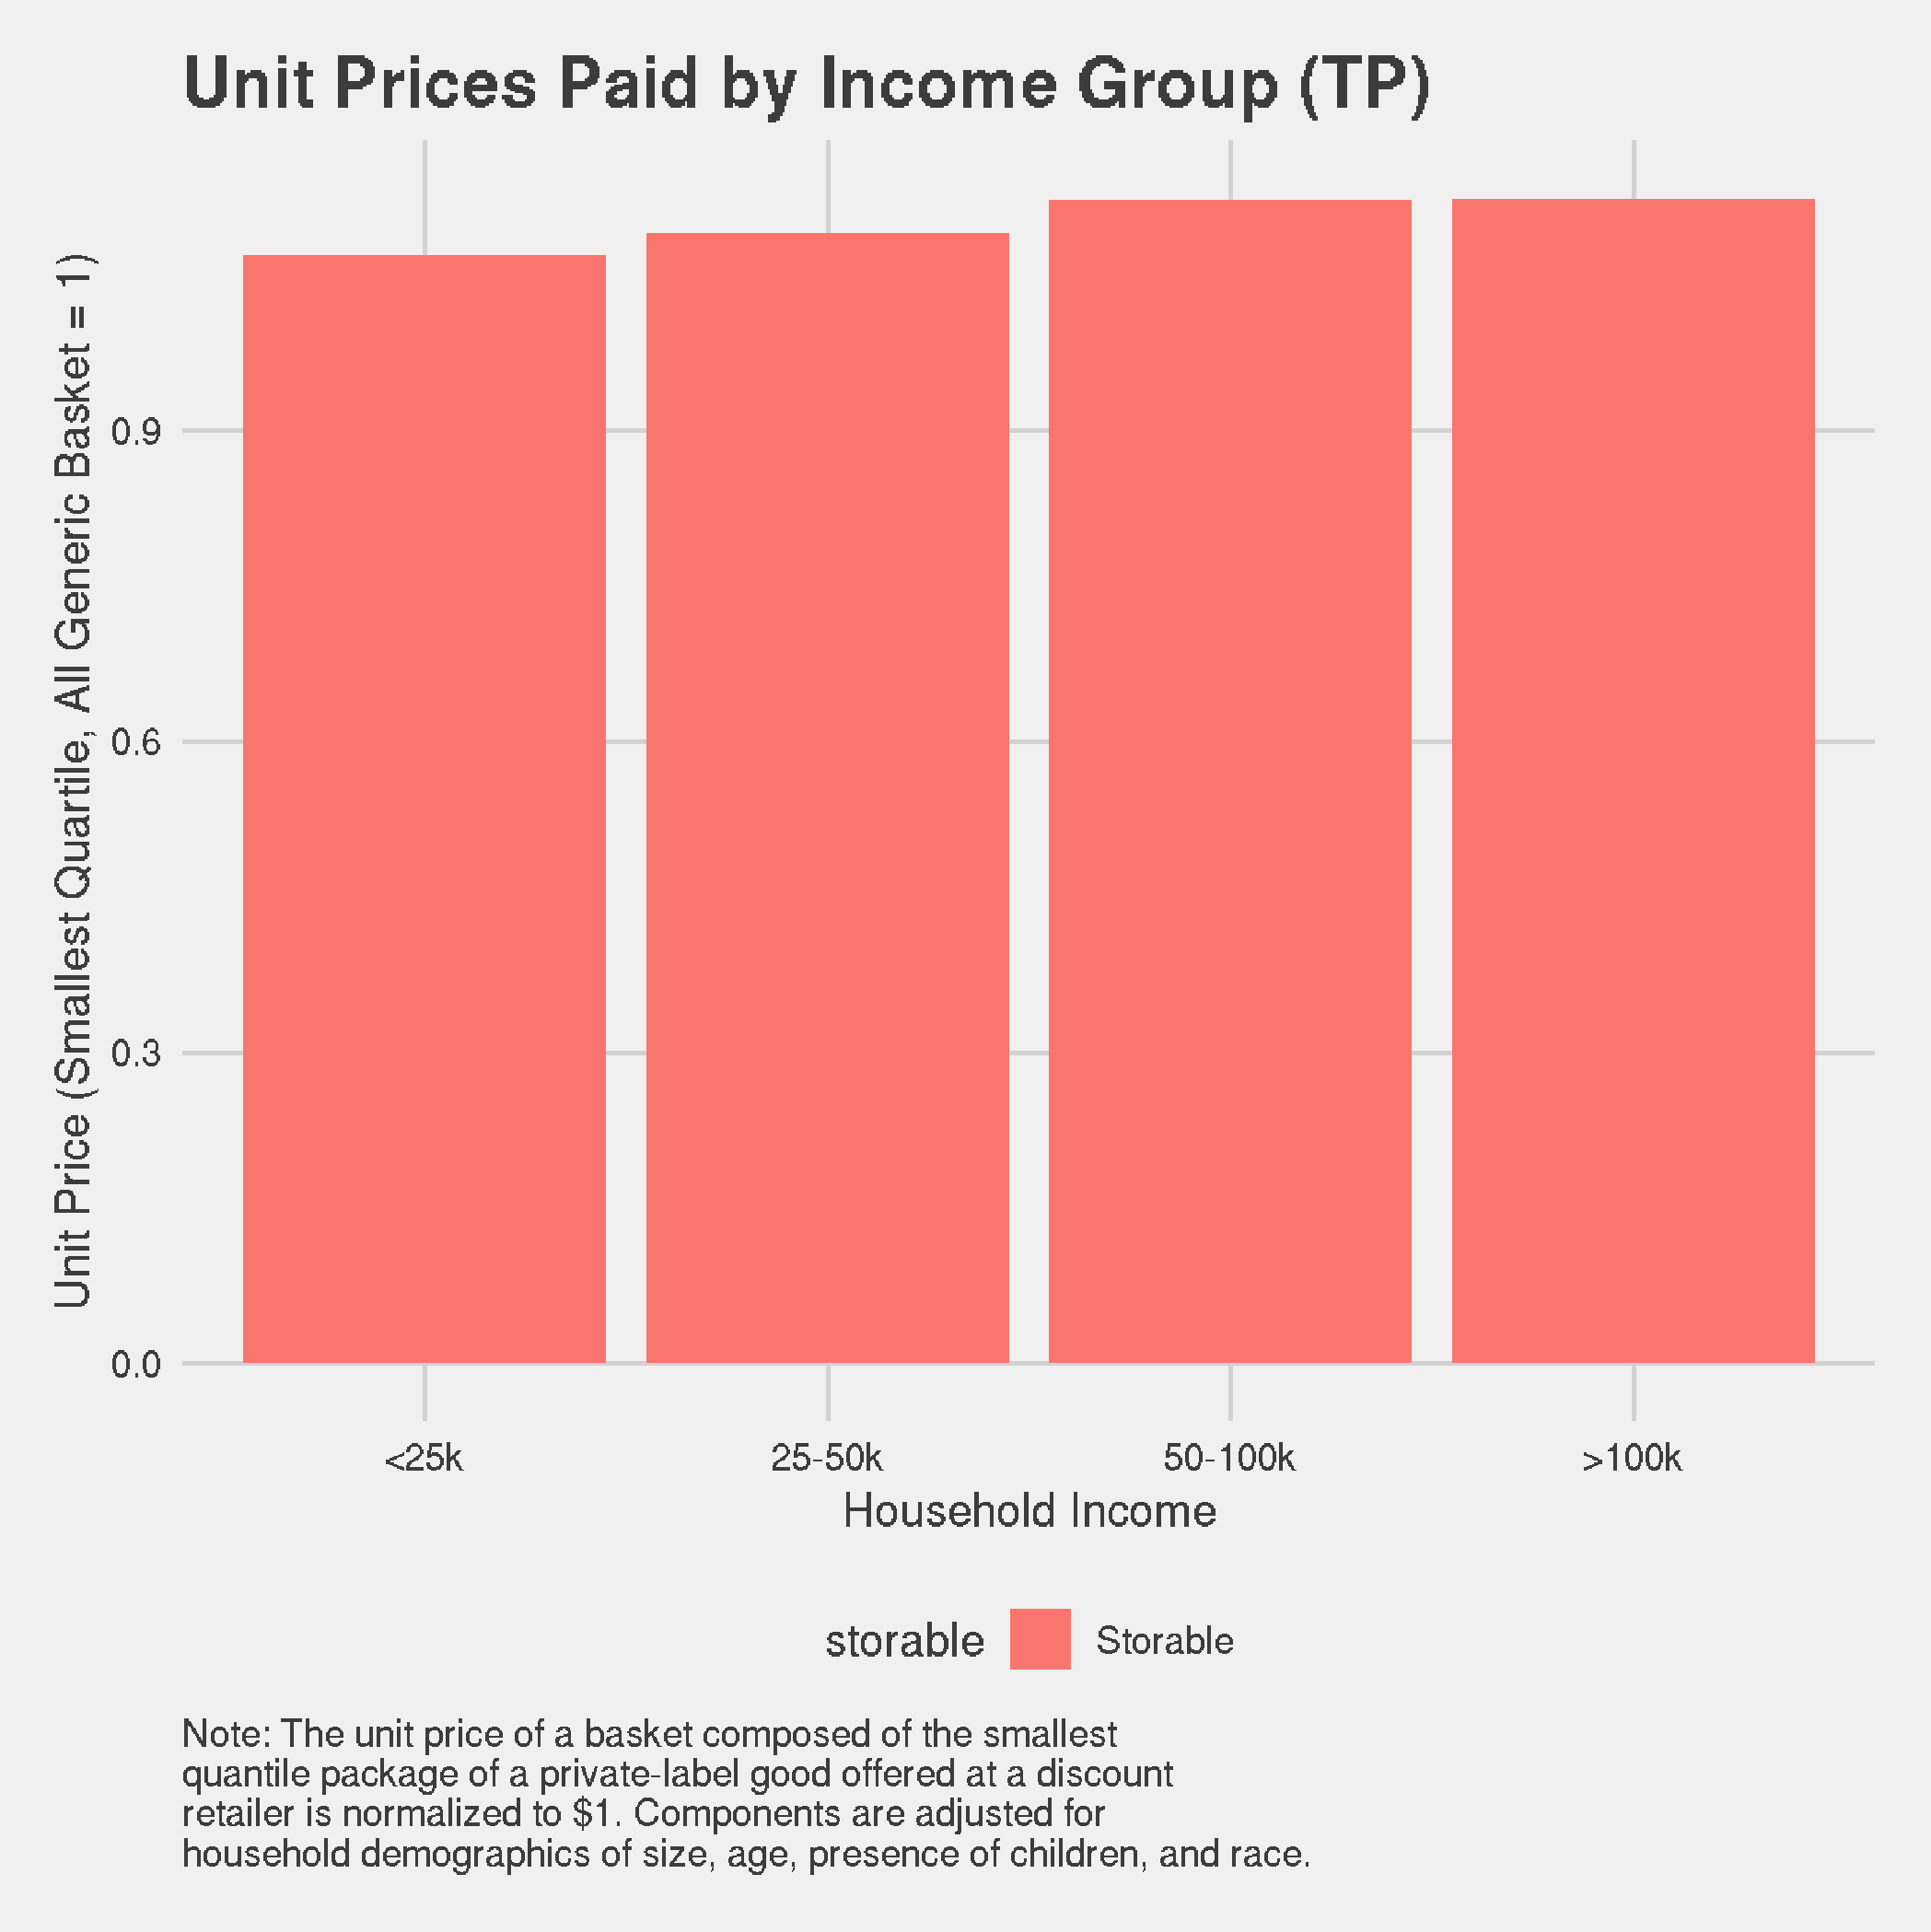 Unit Prices Paid by Income Group (TP)
Unit Price (Smallest Quartile, All Generic Basket = 1)
0.9
0.6
0.3
0.0
<25k 25-50k 50-100k >100k
Household Income
storable Storable
Note: The unit price of a basket composed of the smallest
quantile package of a private-label good offered at a discount
retailer is normalized to $1. Components are adjusted for
household demographics of size, age, presence of children, and race.